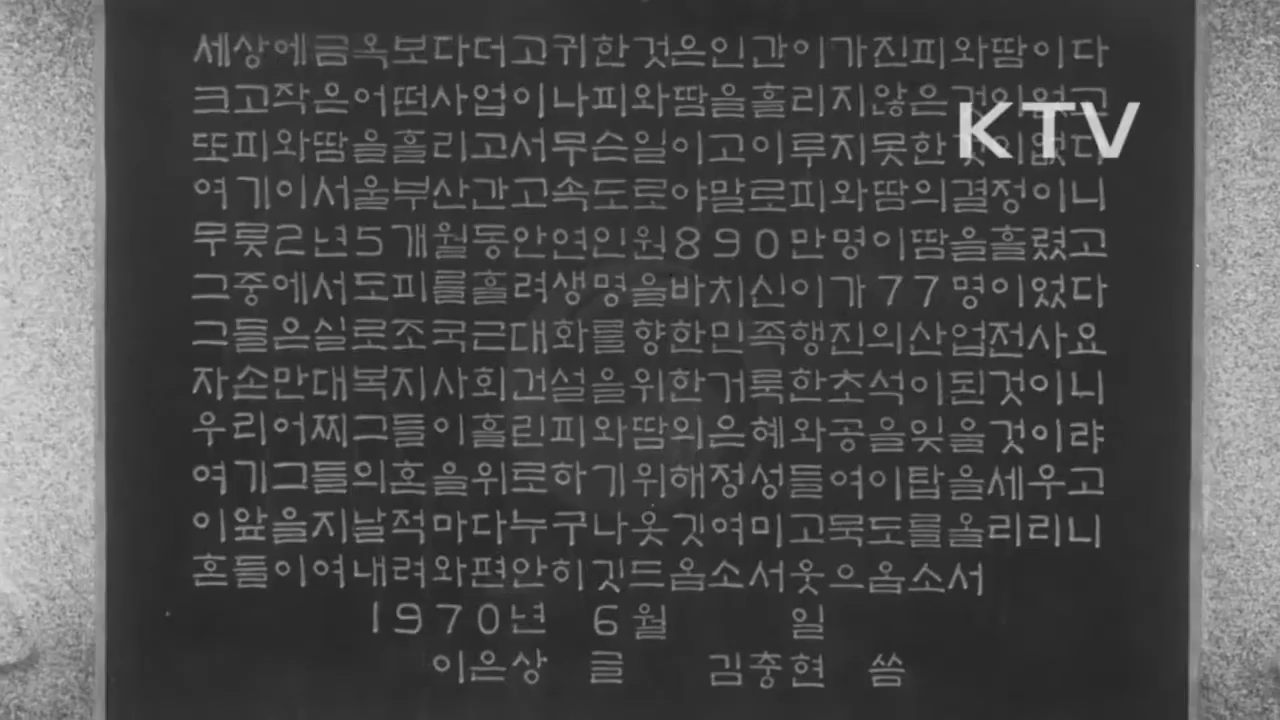 세상에금옥보다더고귀한것은인간이가진피와땀이다
크고작은어떤사업이나피와땀을흘리지않은것이없고
KTV
또피와땀을흘리고서무슨일이고이루지못한것이없다
여기이서울부산간고속도로야말로피와땀의결정이니
무릇2년5개월동안연인원890만명이땀을흘렸고
그중에서도피를흘려생명을바치신이가77명이었다
그들은실로조국근대화를향한민족행진의산업전사요
자손만대복지사회건설을위한거룩한초석이된것이니
우리어찌그들이흘린피와땀의은혜와공을잊을것이랴
여기그들의혼을위로하기위해정성들여이탑을세우고
이앞을지날적마다누구나옷깃여미고묵도를올리리니
혼들이여내려와편안히깃드옵소서웃으옵소서
1970년 6월 일
이은상 글 김충현 씀